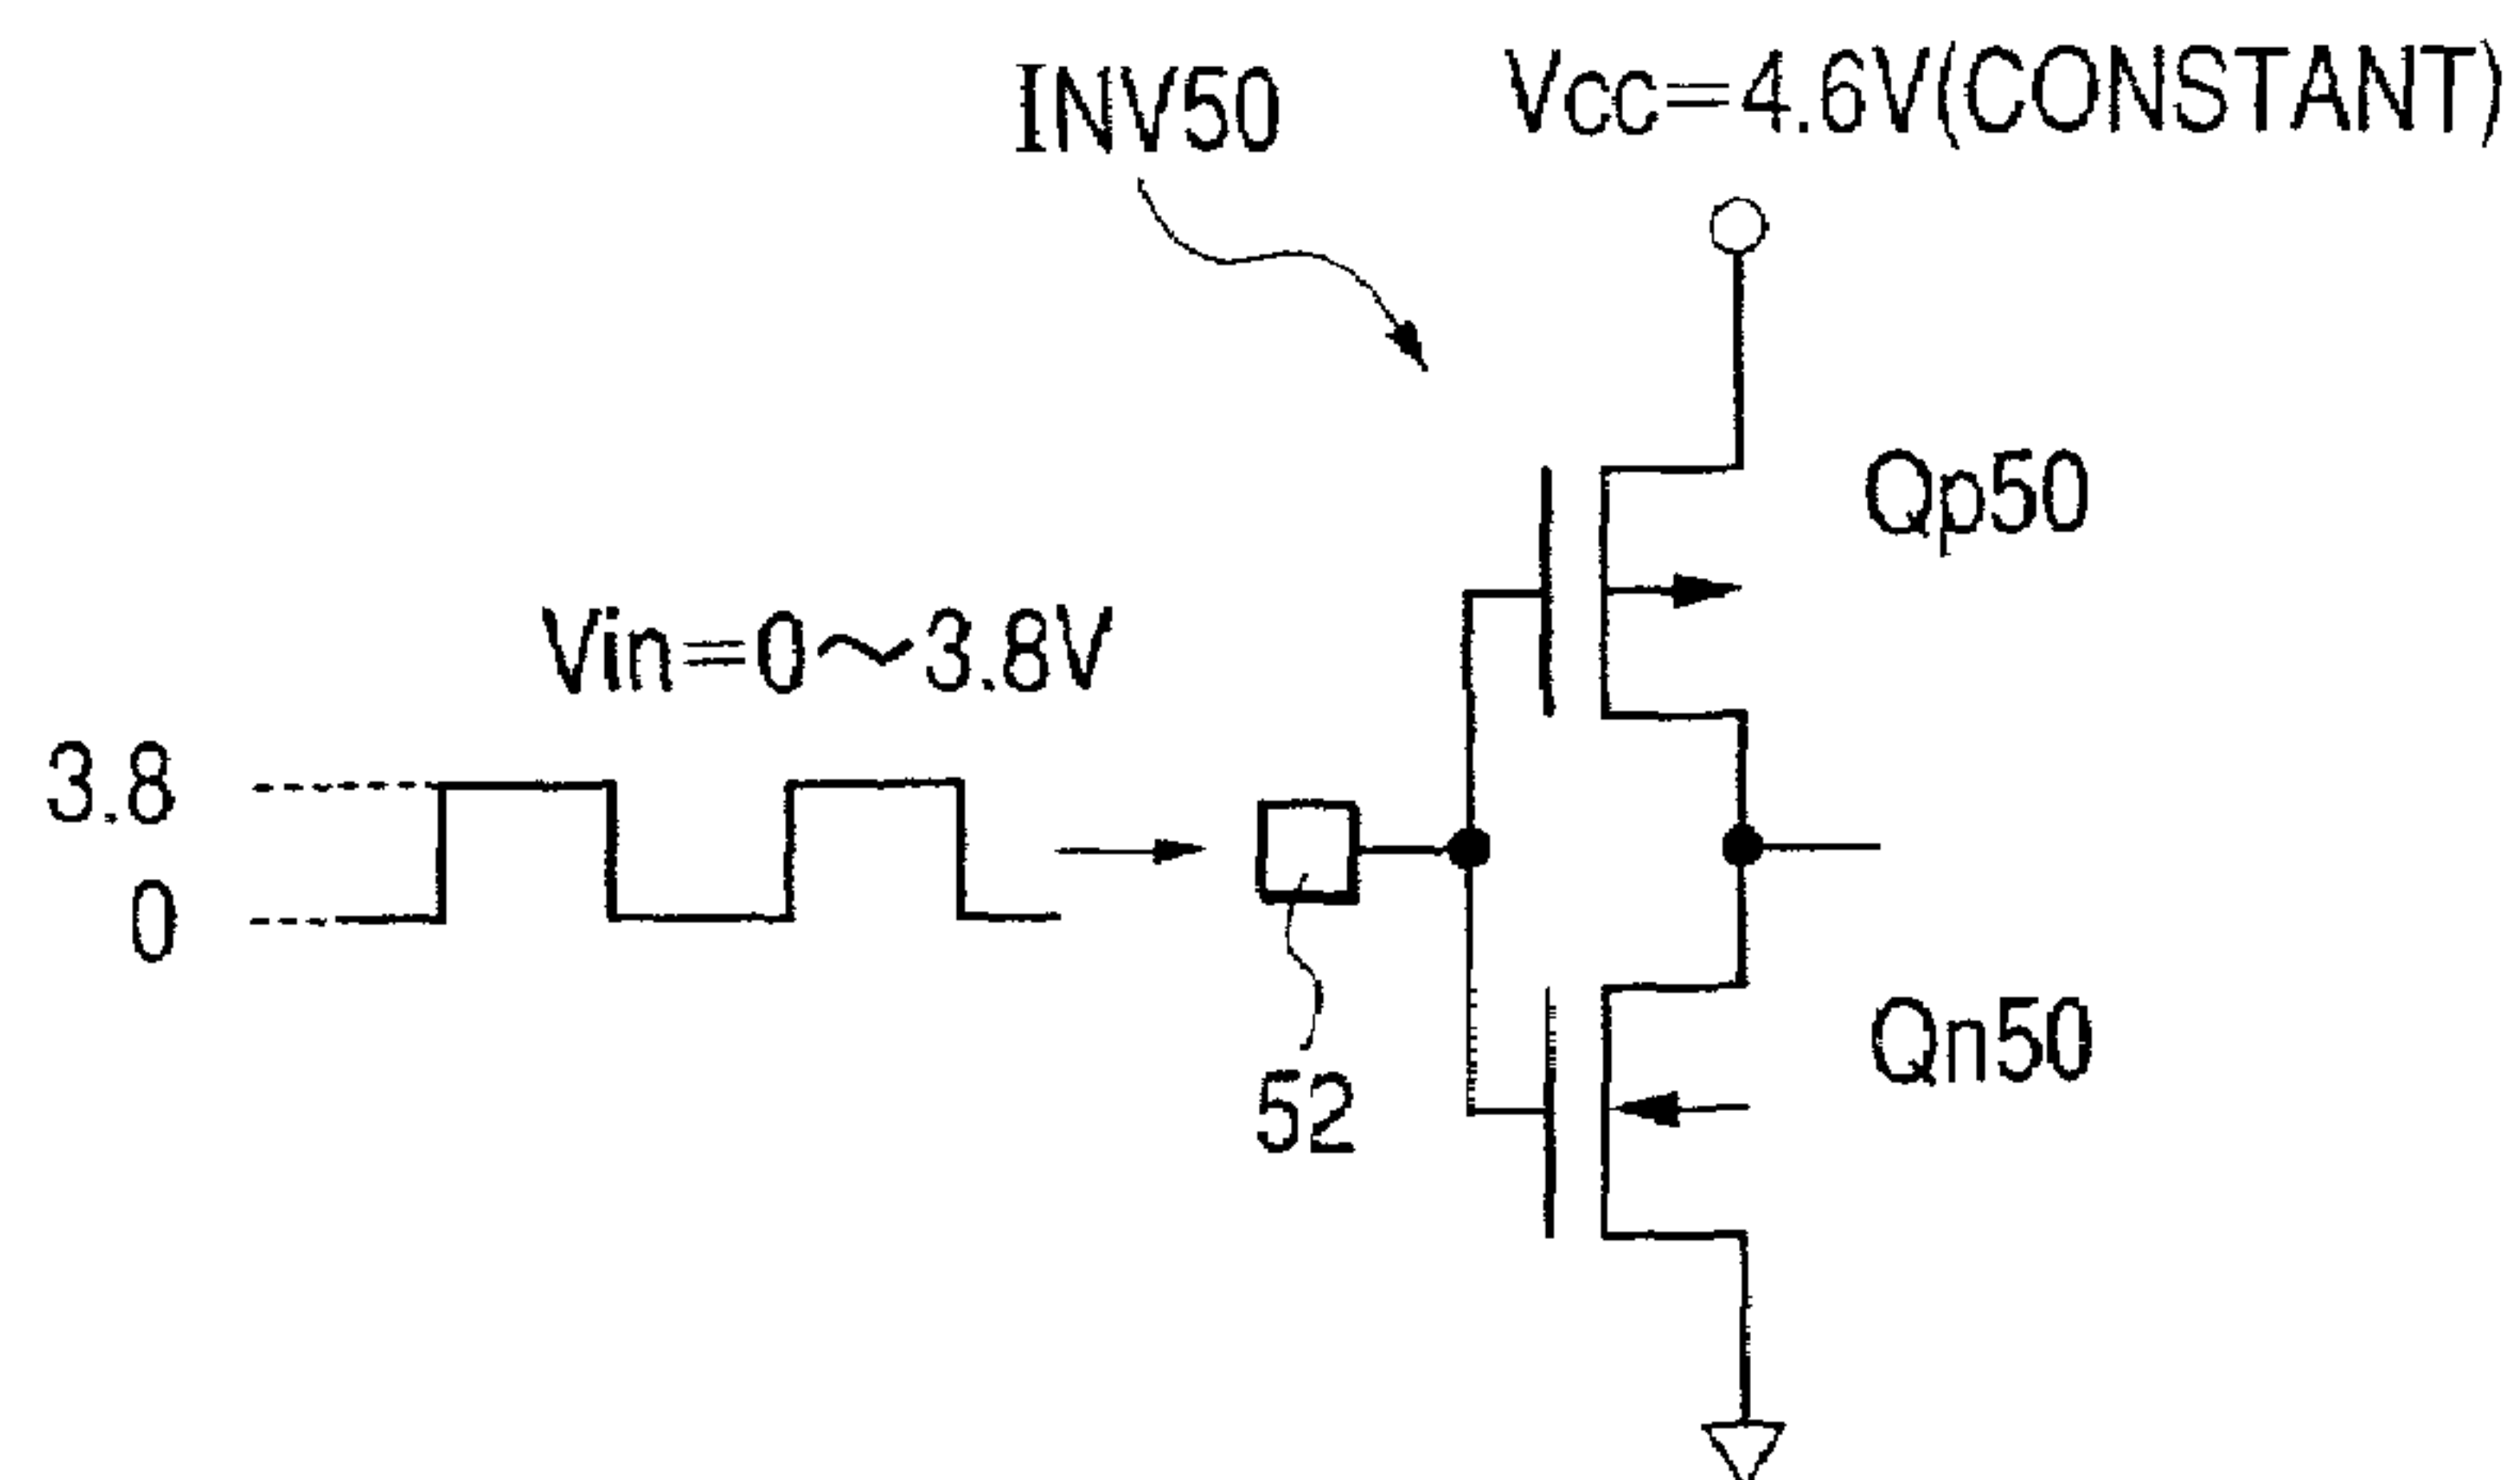 INV50
Vcc=4.6V(CONSTANT)
Qp50
Vin=0～3.8V
3.8
0
52
Qn50